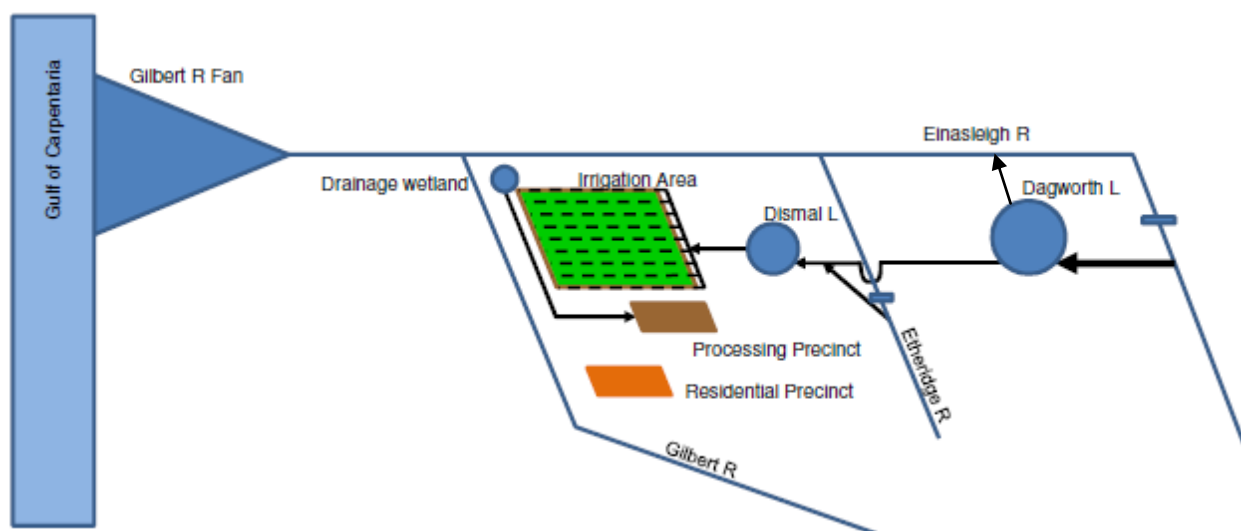 Gulf of Carpentaria
Gilbert R Fan
Einasleigh R
Drainage wetland
Irrigation Area
Dagworth L
Dismal L
Processing Precinct
Etheridge R
Residential Precinct
Gilbert R